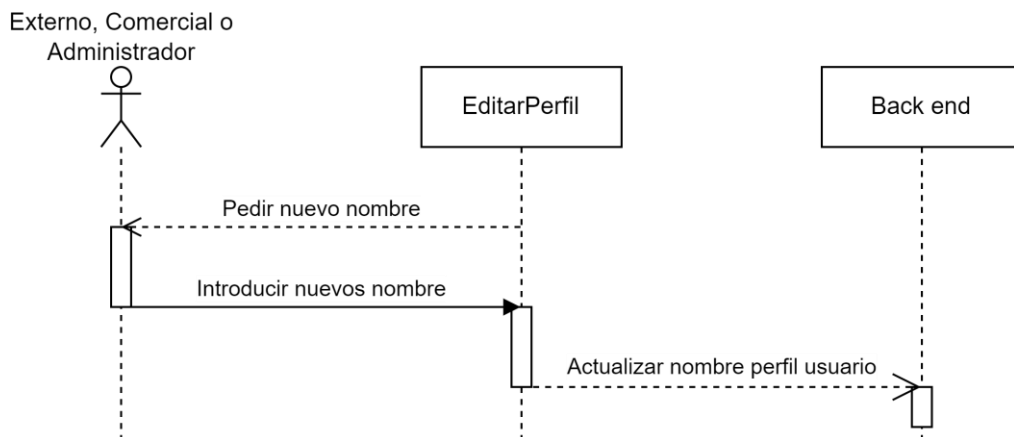 Externo, Comercial o
Administrador
EditarPerfil
Back end
Pedir nuevo nombre
Introducir nuevos nombre
Actualizar nombre perfil usuario